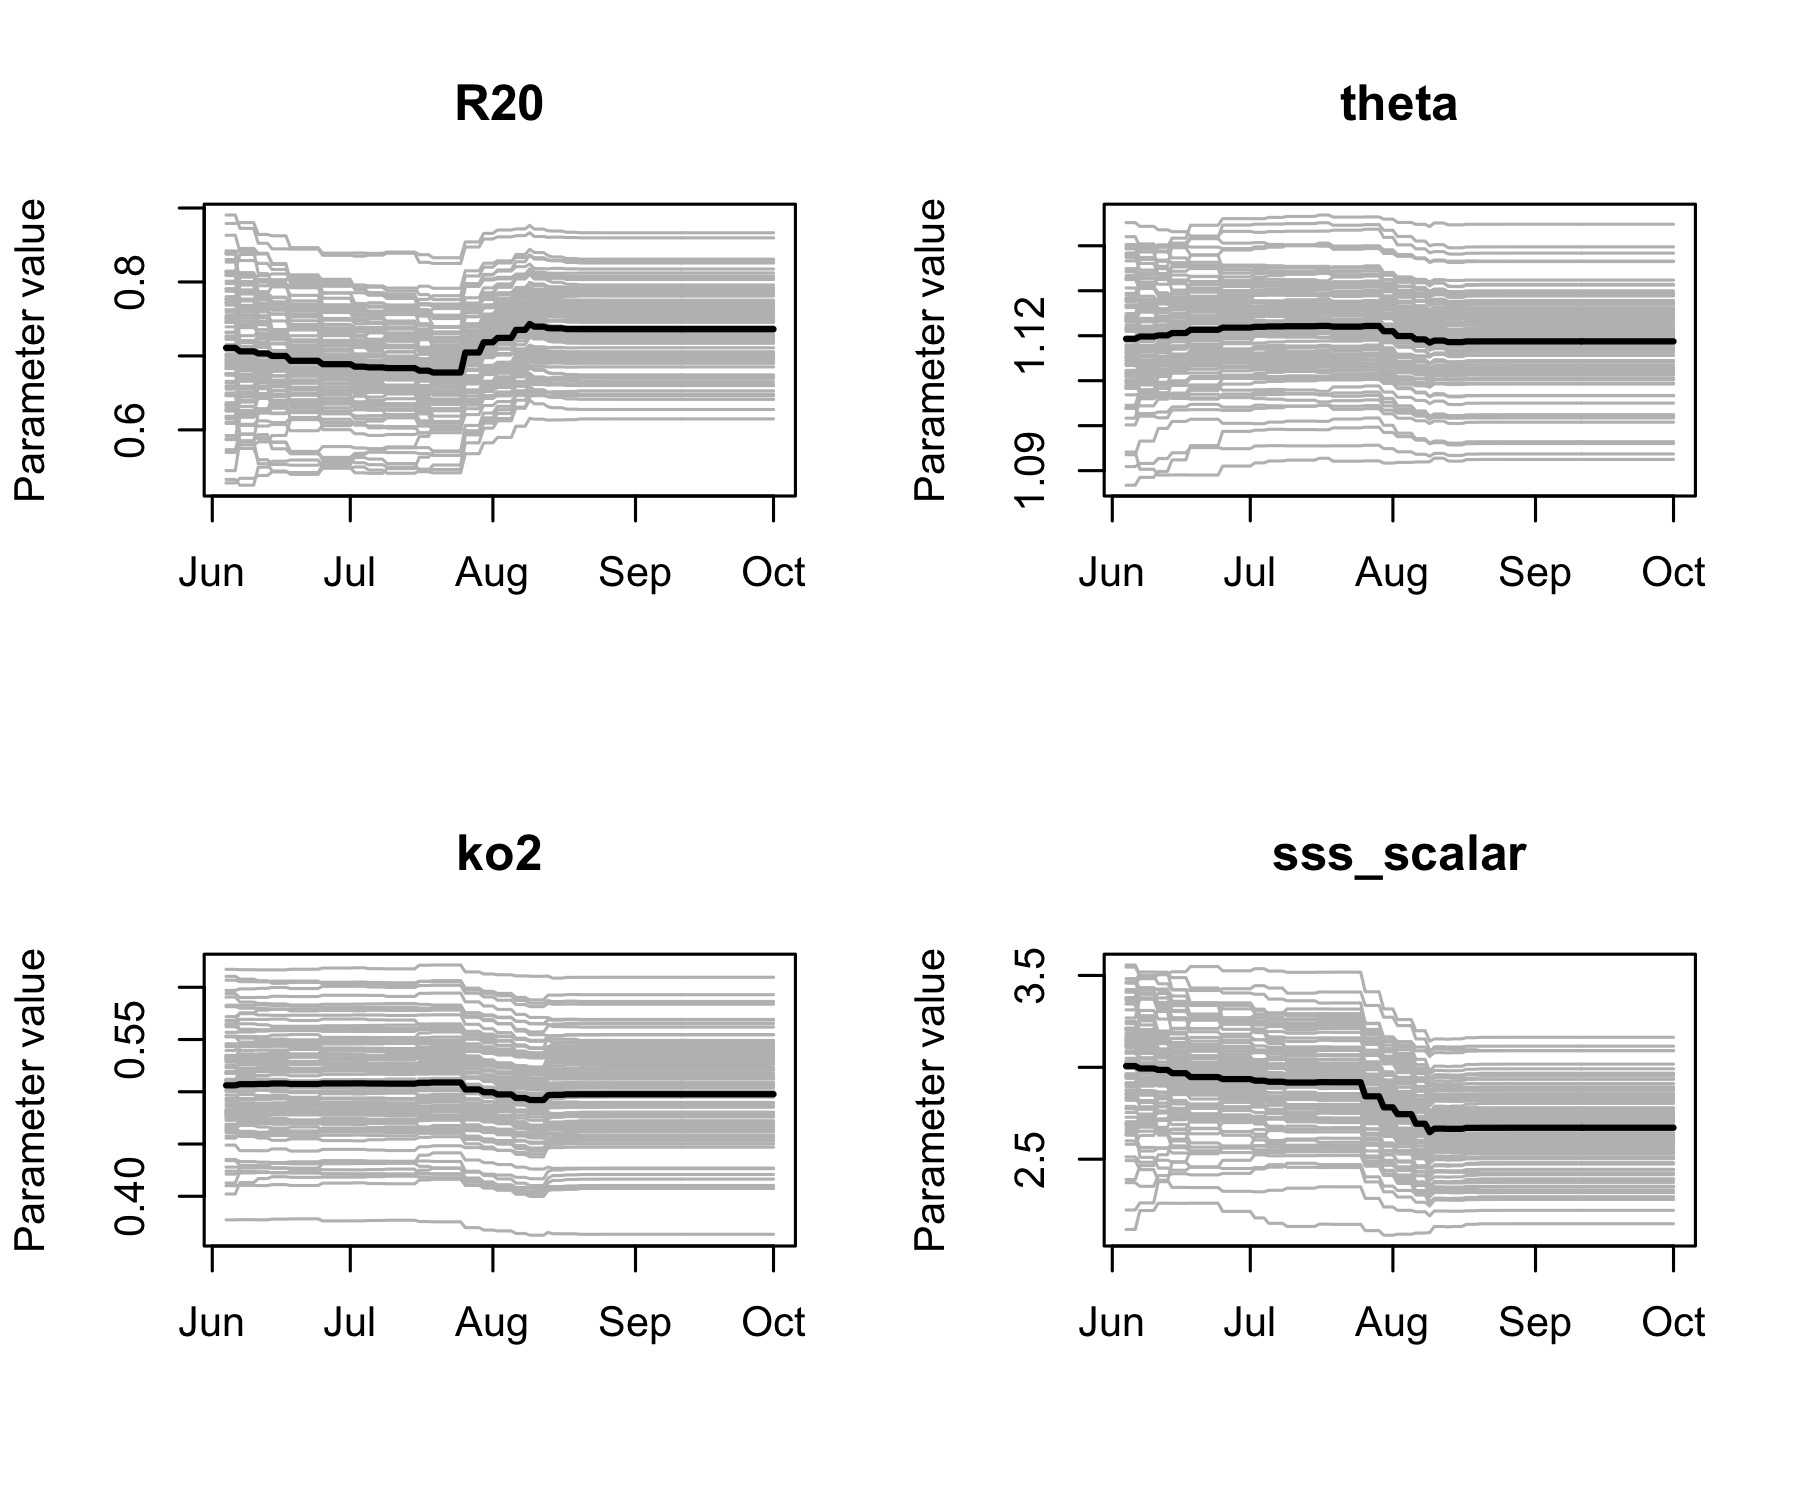 R20
Parameter value
0.8
0.6
Jun Jul Aug Sep Oct
theta
Parameter value
1.12
1.09
Jun Jul Aug Sep Oct
ko2
Parameter value
0.55
0.40
Jun Jul Aug Sep Oct
sss_scalar
Parameter value
3.5
2.5
Jun Jul Aug Sep Oct